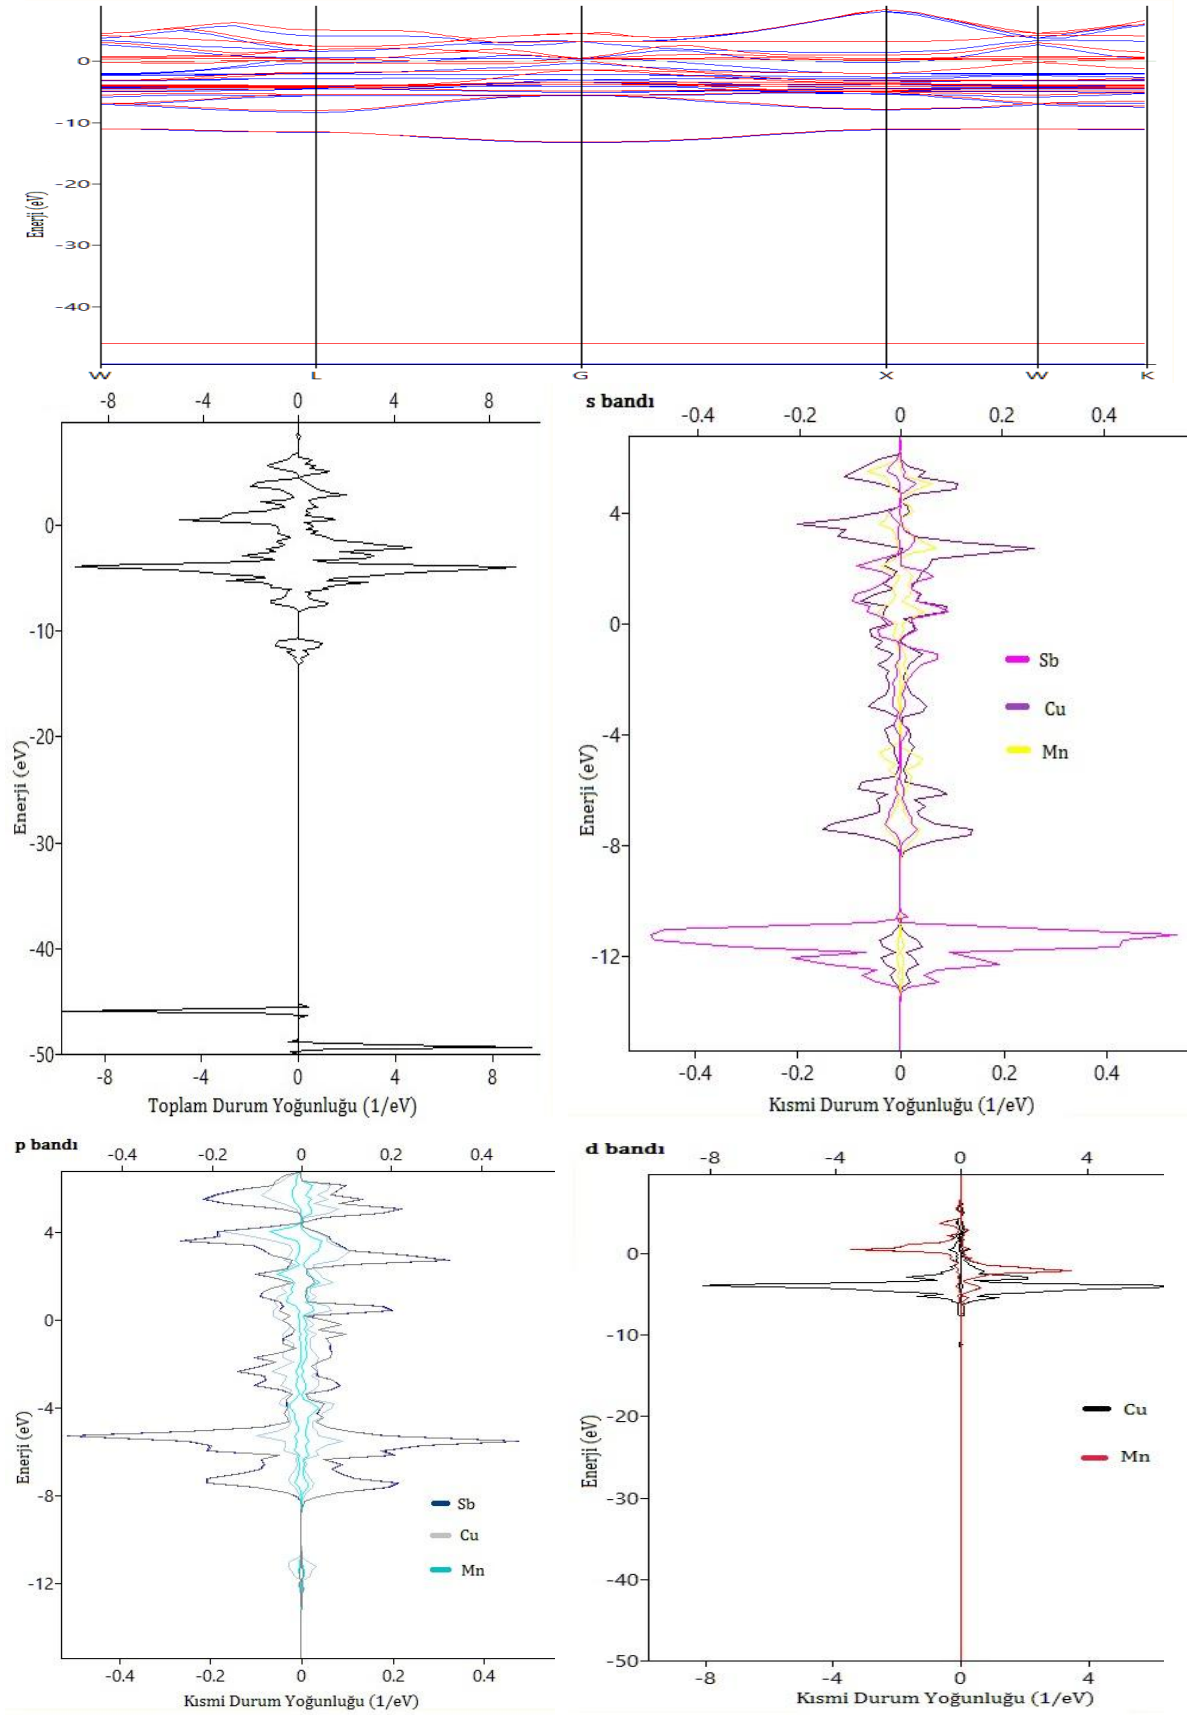 0
-10
-20
-30
-40
Enerji (eV)
W L G X W K
-8 -4 0 4 8
0
-10
-20
-30
-40
-50
Enerji (eV)
-8 -4 0 4 8
Toplam Durum Yoğunluğu (1/eV)
s bandı
-0.4 -0.2 0 0.2 0.4
4
0
-4
-8
-12
Enerji (eV)
Sb
Cu
Mn
-0.4 -0.2 0 0.2 0.4
Kısmi Durum Yoğunluğu (1/eV)
p bandı
-0.4 -0.2 0 0.2 0.4
4
0
-4
-8
-12
Enerji (eV)
Sb
Cu
Mn
-0.4 -0.2 0 0.2 0.4
Kısmi Durum Yoğunluğu (1/eV)
d bandı
-8 -4 0 4
0
-10
-20
-30
-40
-50
Enerji (eV)
Cu
Mn
-8 -4 0 4
Kısmi Durum Yoğunluğu (1/eV)